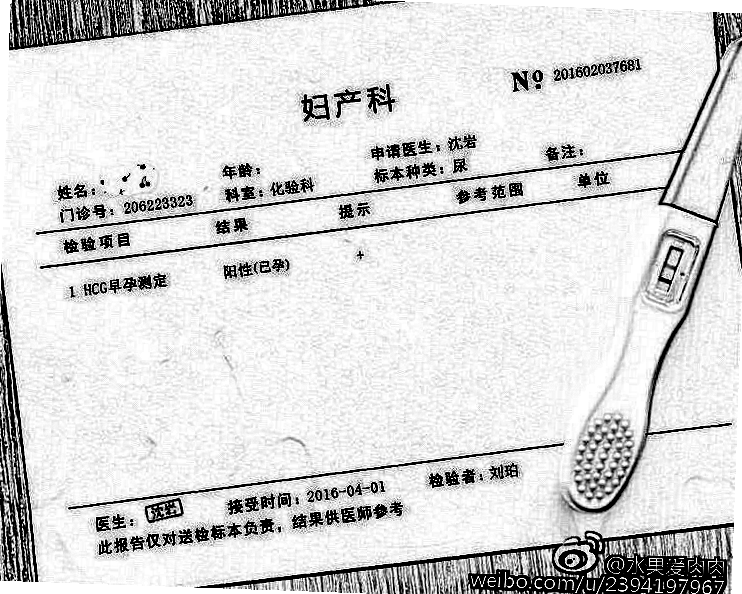 妇产科
№ 201602037681
姓名：
年龄：
申请医生：沈岩
备注：
门诊号：206223323
科室：化验科
标本种类：尿
检验项目 结果 提示 参考范围 单位
1 HCG早孕测定 阳性(已孕) +
医生：沈岩 接受时间：2016-04-01 检验者：刘珀
此报告仅对送检标本负责，结果供医师参考
@水果爱肉肉
weibo.com/u/2394197967